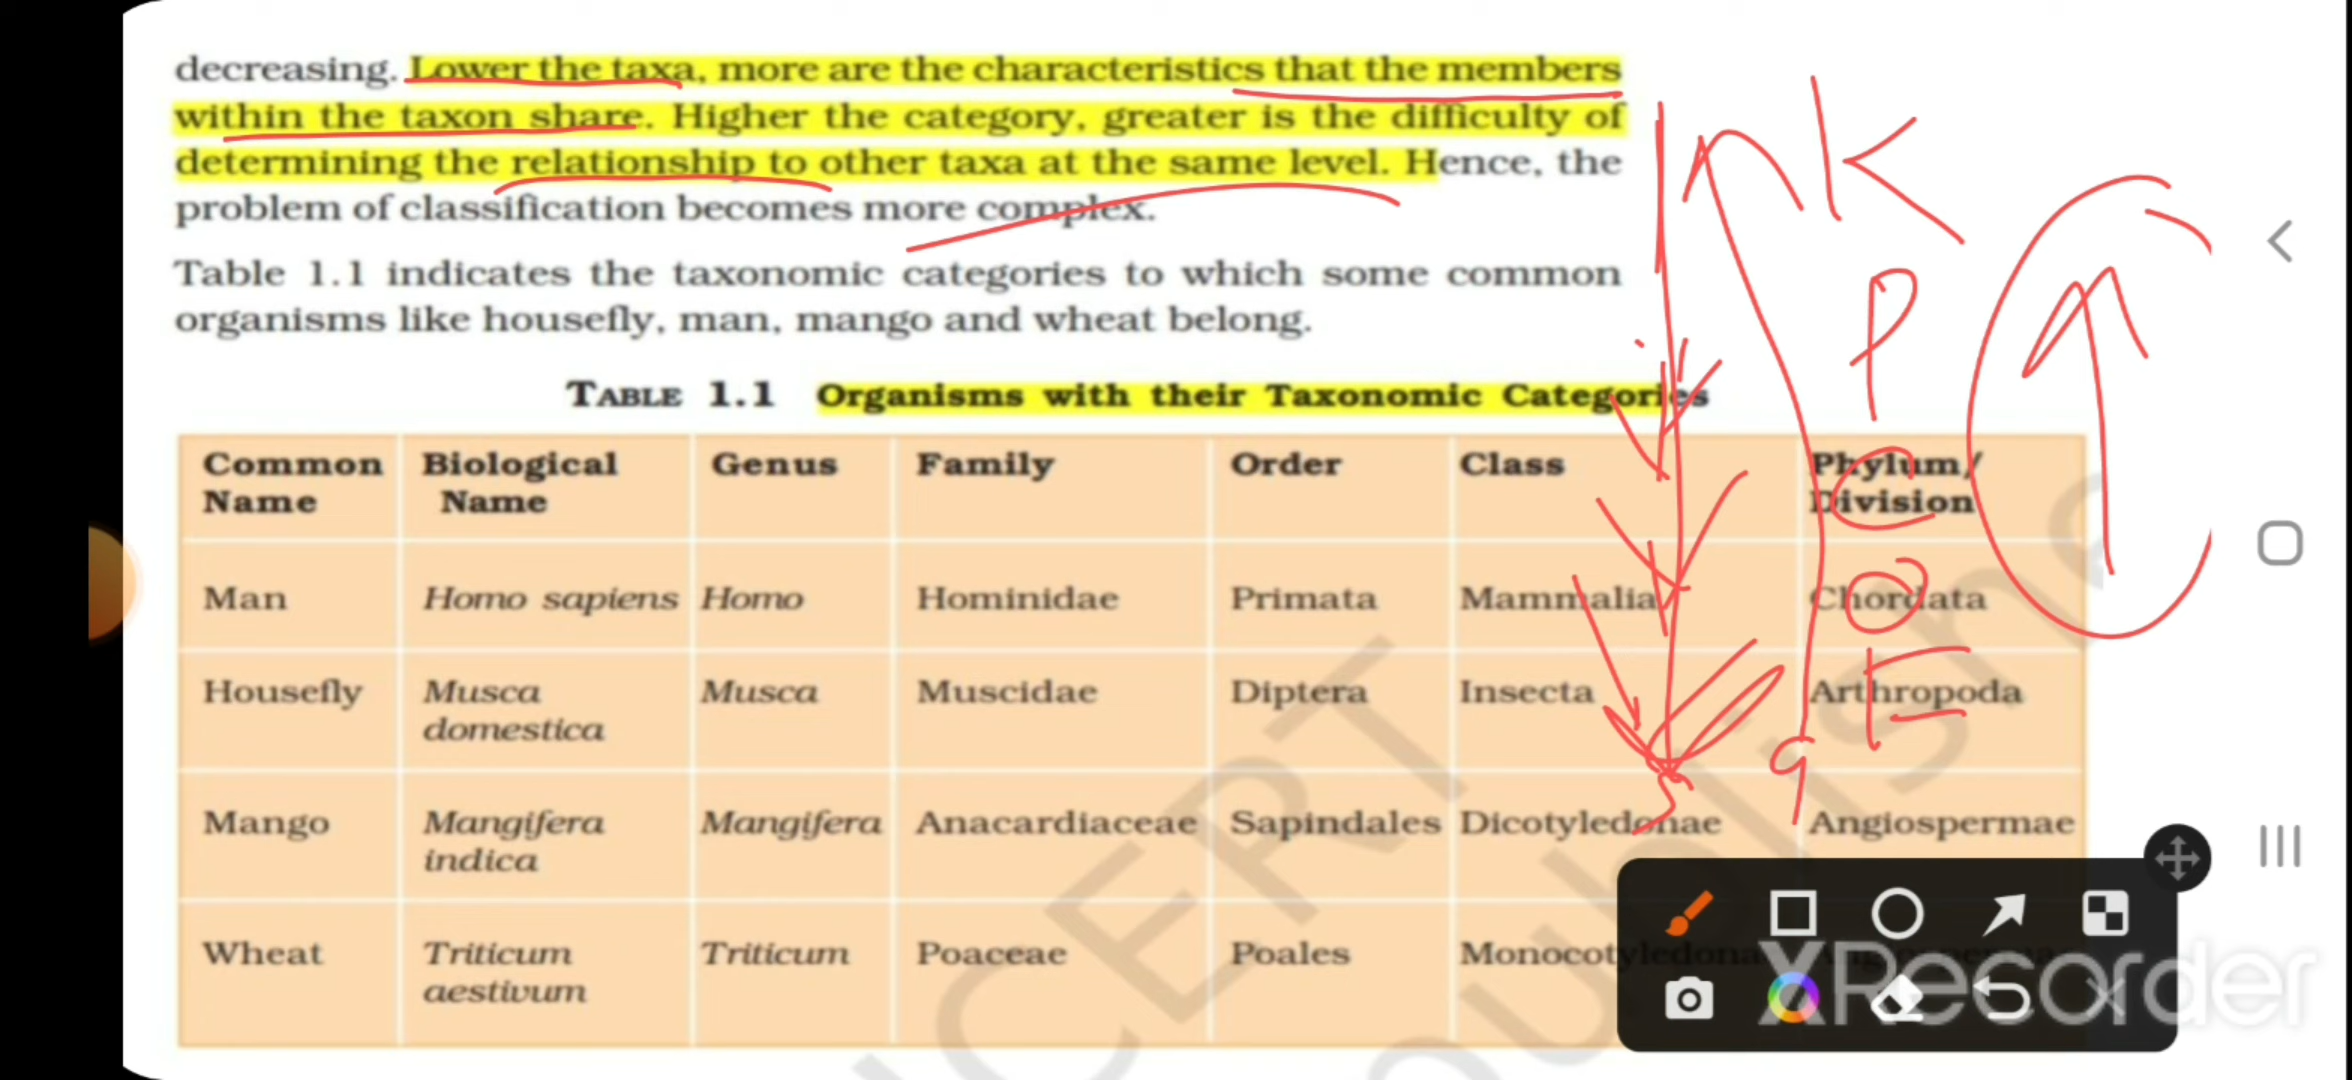 decreasing. Lower the taxa, more are the characteristics that the members
within the taxon share. Higher the category, greater is the difficulty of
determining the relationship to other taxa at the same level. Hence, the
problem of classification becomes more complex.
Table 1.1 indicates the taxonomic categories to which some common
organisms like housefly, man, mango and wheat belong.
TABLE 1.1 Organisms with their Taxonomic Categories
Common Name Biological Name Genus Family Order Class Phylum/ Division
Man Homo sapiens Homo Hominidae Primata Mammalia Chordata
Housefly Musca domestica Musca Muscidae Diptera Insecta Arthropoda
Mango Mangifera indica Mangifera Anacardiaceae Sapindales Dicotyledonae Angiospermae
Wheat Triticum aestivum Triticum Poaceae Poales
K
P
C
O
F
g
s
NCERT
XRecorder